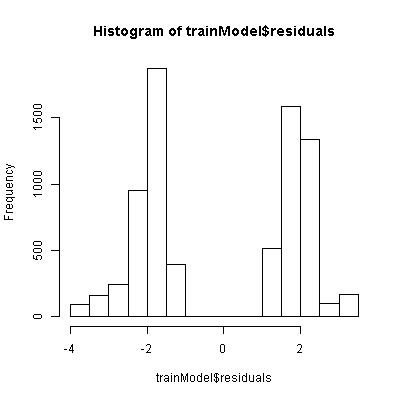 Histogram of trainModel$residuals
Frequency
1500
1000
500
0
-4 -2 0 2
trainModel$residuals